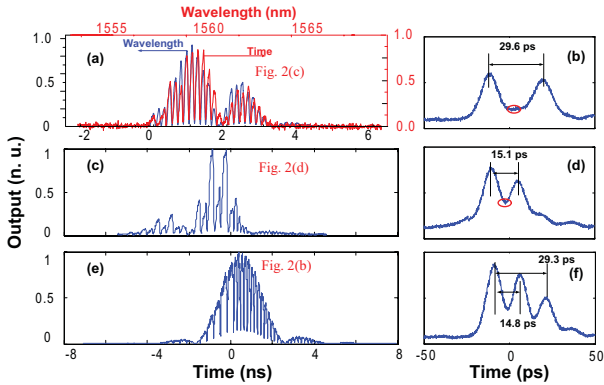 Wavelength (nm)
1555 1560 1565
1.0
0.5
0
(a)
Wavelength
Time
Fig. 2(c)
1.0
0.5
0.0
-2 0 2 4 6
(b)
29.6 ps
Output (n. u.)
1
0.5
0
(c)
Fig. 2(d)
(d)
15.1 ps
1
0.5
0
(e)
Fig. 2(b)
(f)
29.3 ps
14.8 ps
-8 -4 0 4 8
Time (ns)
-50 0 50
Time (ps)